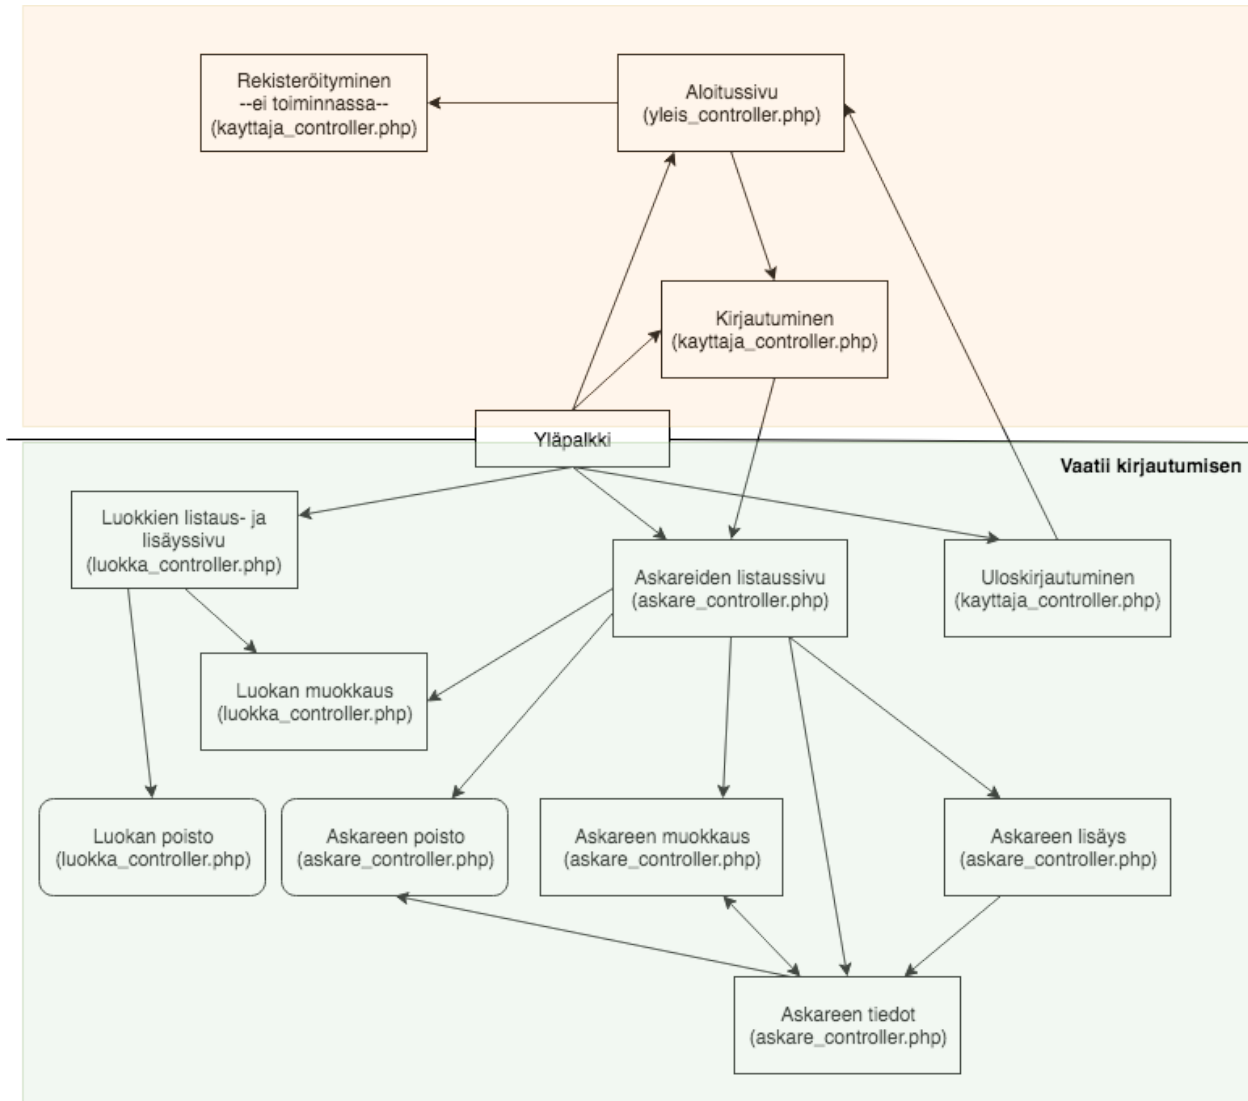 Rekisteröityminen
--ei toiminnassa--
(kayttaja_controller.php)
Aloitussivu
(yleis_controller.php)
Kirjautuminen
(kayttaja_controller.php)
Yläpalkki
Vaatii kirjautumisen
Luokkien listaus- ja
lisäyssivu
(luokka_controller.php)
Askareiden listaussivu
(askare_controller.php)
Uloskirjautuminen
(kayttaja_controller.php)
Luokan muokkaus
(luokka_controller.php)
Luokan poisto
(luokka_controller.php)
Askareen poisto
(askare_controller.php)
Askareen muokkaus
(askare_controller.php)
Askareen lisäys
(askare_controller.php)
Askareen tiedot
(askare_controller.php)